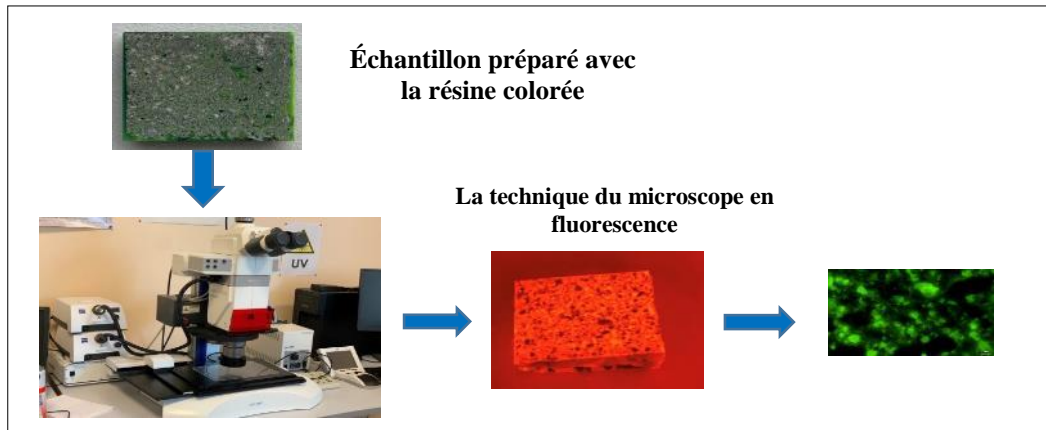 Échantillon préparé avec
la résine colorée
La technique du microscope en
fluorescence
UV